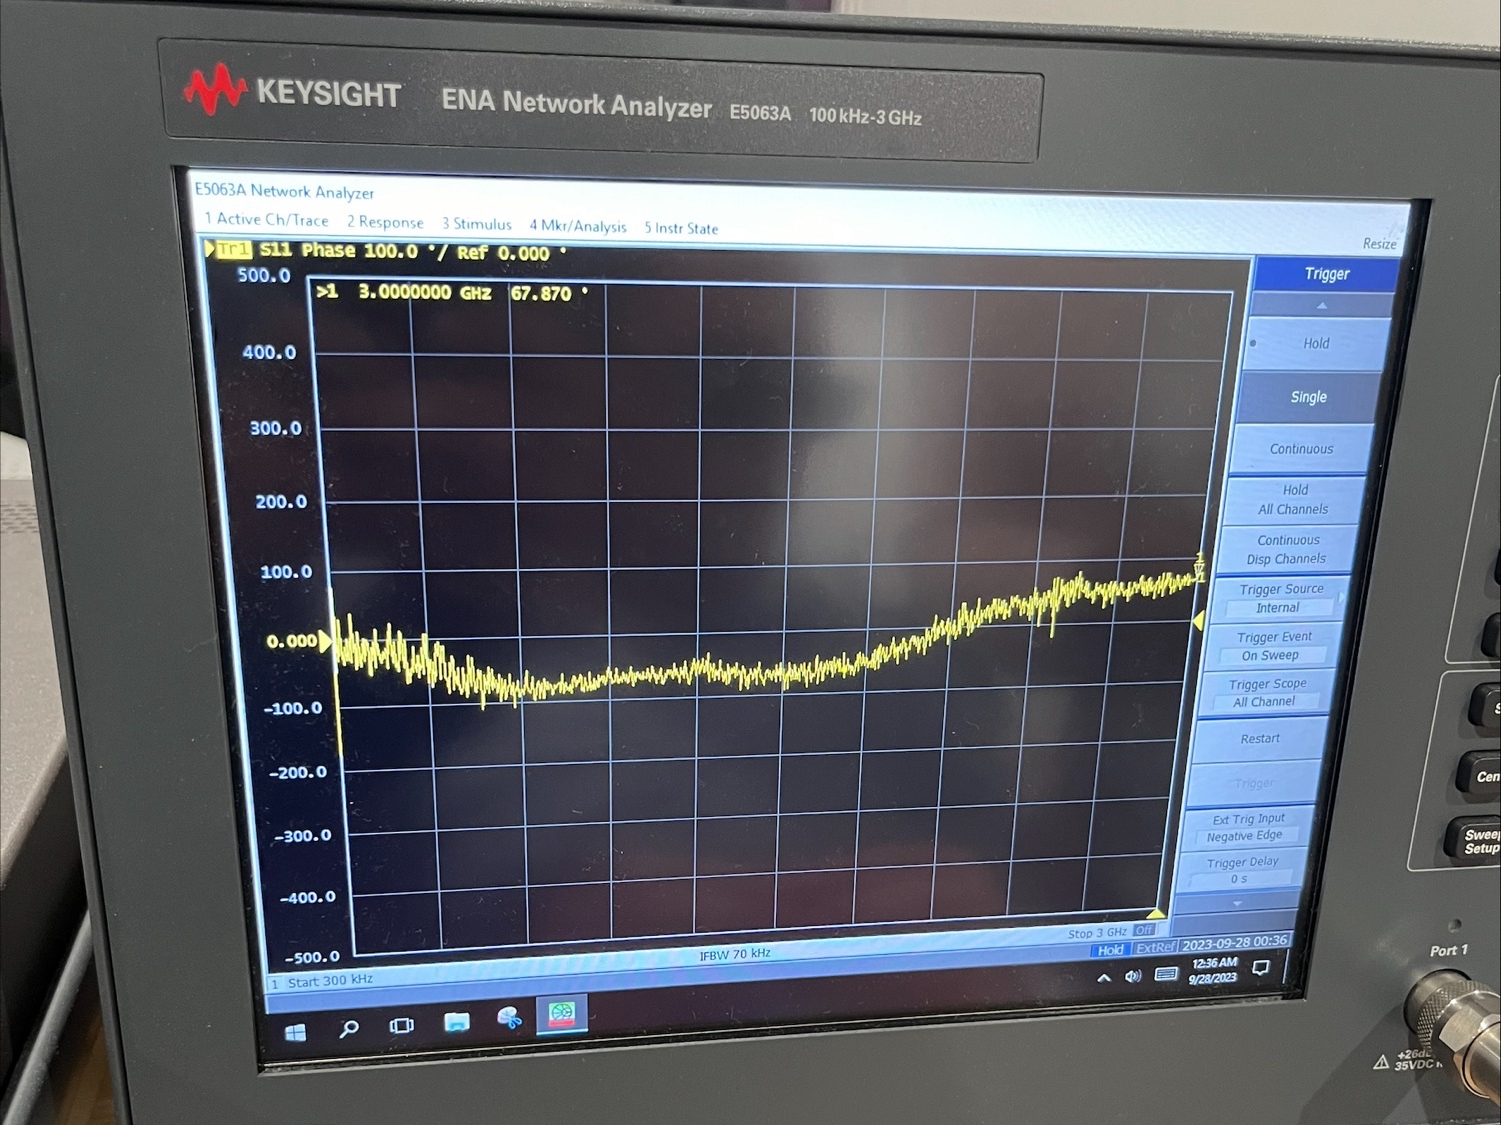 KEYSIGHT ENA Network Analyzer E5063A 100 kHz-3 GHz
E5063A Network Analyzer
1 Active Ch/Trace 2 Response 3 Stimulus 4 Mkr/Analysis 5 Instr State
Resize
Tr1 S11 Phase 100.0 °/ Ref 0.000 °
>1 3.0000000 GHz 67.870 °
500.0
400.0
300.0
200.0
100.0
0.000
-100.0
-200.0
-300.0
-400.0
-500.0
1
1
Trigger
Hold
Single
Continuous
Hold
All Channels
Continuous
Disp Channels
Trigger Source
Internal
Trigger Event
On Sweep
Trigger Scope
All Channel
Restart
Trigger
Ext Trig Input
Negative Edge
Trigger Delay
0 s
1 Start 300 kHz
IFBW 70 kHz
Stop 3 GHz Off
Hold ExtRef 2023-09-28 00:36
12:36 AM
9/28/2023
Sweep
Setup
Port 1
35VDC